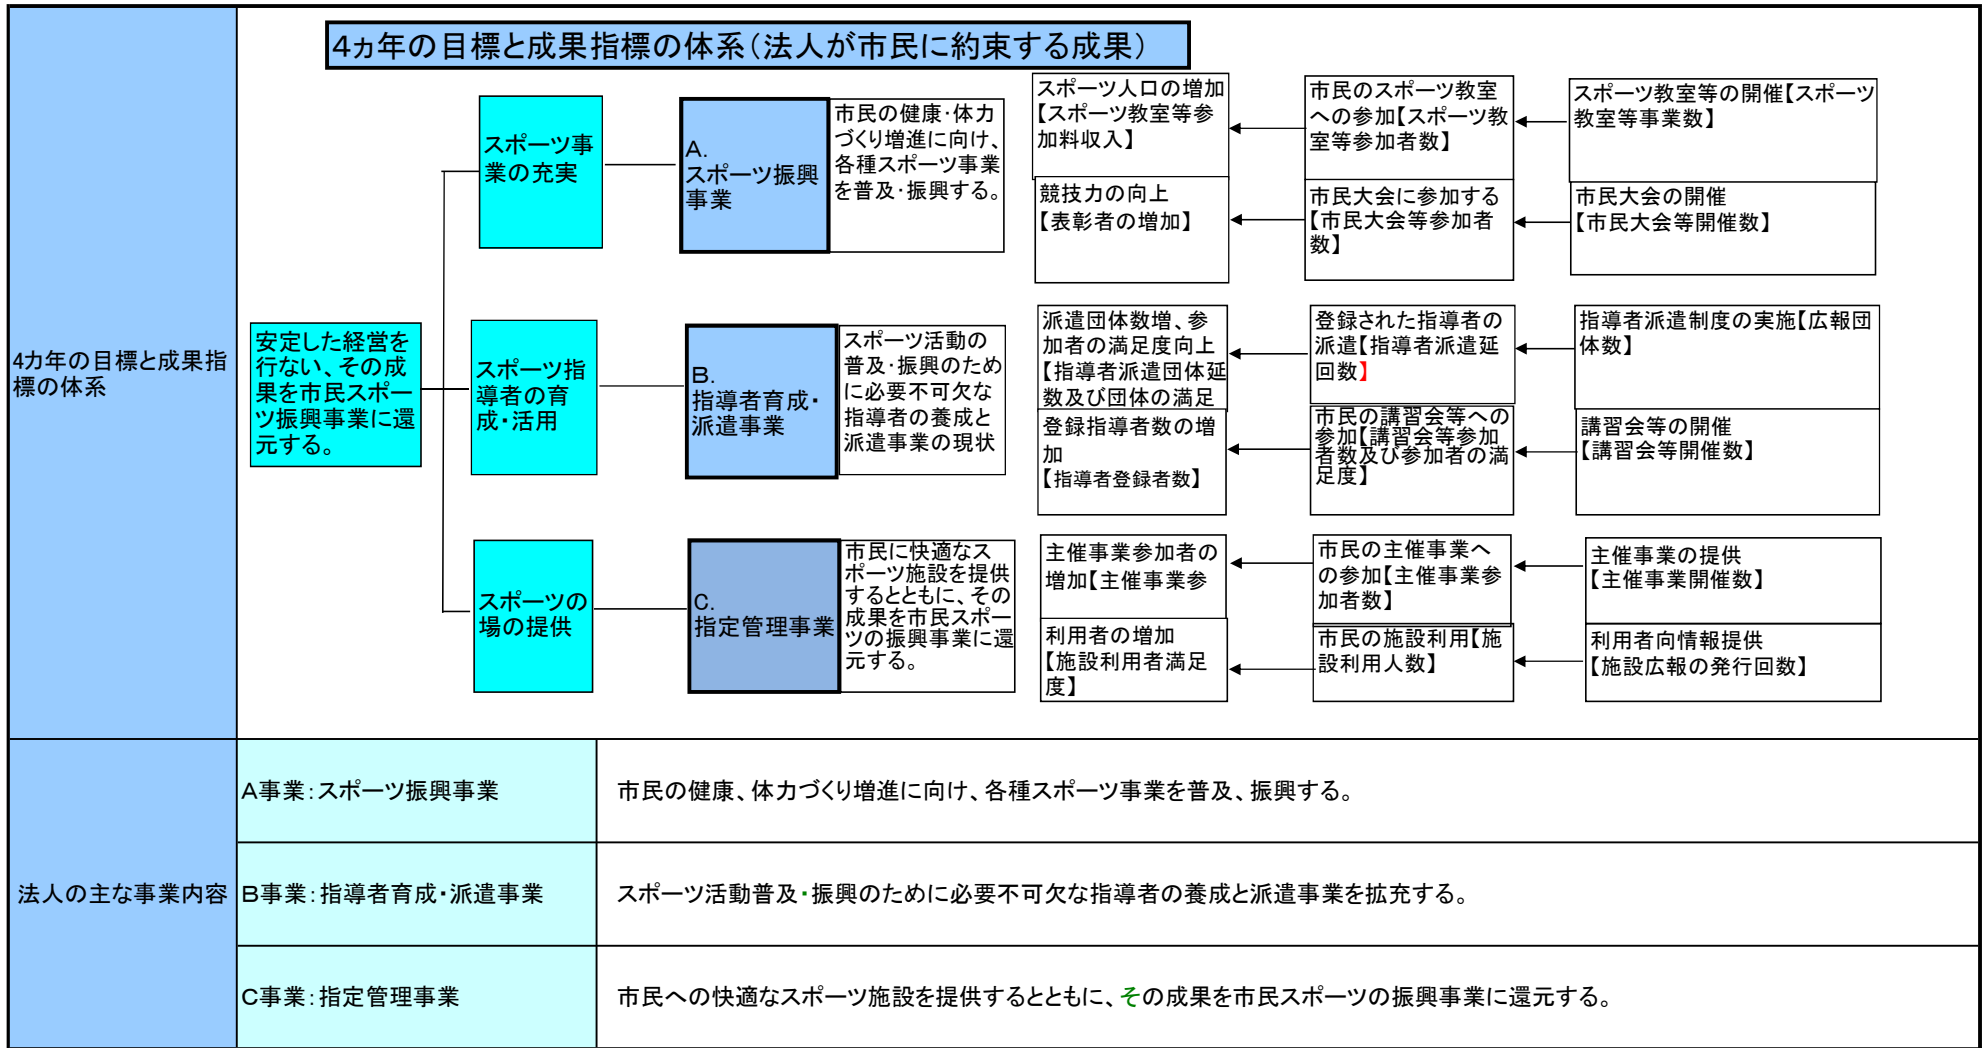 4ヵ年の目標と成果指標の体系(法人が市民に約束する成果)
4カ年の目標と成果指
標の体系
安定した経営を
行ない、その成
果を市民スポー
ツ振興事業に還
元する。
スポーツ事
業の充実
A.
スポーツ振興
事業
市民の健康・体力
づくり増進に向け、
各種スポーツ事業
を普及・振興する。
スポーツ人口の増加
【スポーツ教室等参
加料収入】
市民のスポーツ教室
への参加【スポーツ教
室等参加者数】
スポーツ教室等の開催【スポーツ
教室等事業数】
競技力の向上
【表彰者の増加】
市民大会に参加する
【市民大会等参加者
数】
市民大会の開催
【市民大会等開催数】
スポーツ指
導者の育
成・活用
B.
指導者育成・
派遣事業
スポーツ活動の
普及・振興のため
に必要不可欠な
指導者の養成と
派遣事業の現状
派遣団体数増、参
加者の満足度向上
【指導者派遣団体延
数及び団体の満足
登録された指導者の
派遣【指導者派遣延
回数】
指導者派遣制度の実施【広報団
体数】
登録指導者数の増
加
【指導者登録者数】
市民の講習会等への
参加【講習会等参加
者数及び参加者の満
足度】
講習会等の開催
【講習会等開催数】
スポーツの
場の提供
C.
指定管理事業
市民に快適なス
ポーツ施設を提供
するとともに、その
成果を市民スポー
ツの振興事業に還
元する。
主催事業参加者の
増加【主催事業参
市民の主催事業へ
の参加【主催事業参
加者数】
主催事業の提供
【主催事業開催数】
利用者の増加
【施設利用者満足
度】
市民の施設利用【施
設利用人数】
利用者向情報提供
【施設広報の発行回数】
法人の主な事業内容
A事業:スポーツ振興事業
市民の健康、体力づくり増進に向け、各種スポーツ事業を普及、振興する。
B事業:指導者育成・派遣事業
スポーツ活動普及・振興のために必要不可欠な指導者の養成と派遣事業を拡充する。
C事業:指定管理事業
市民への快適なスポーツ施設を提供するとともに、その成果を市民スポーツの振興事業に還元する。